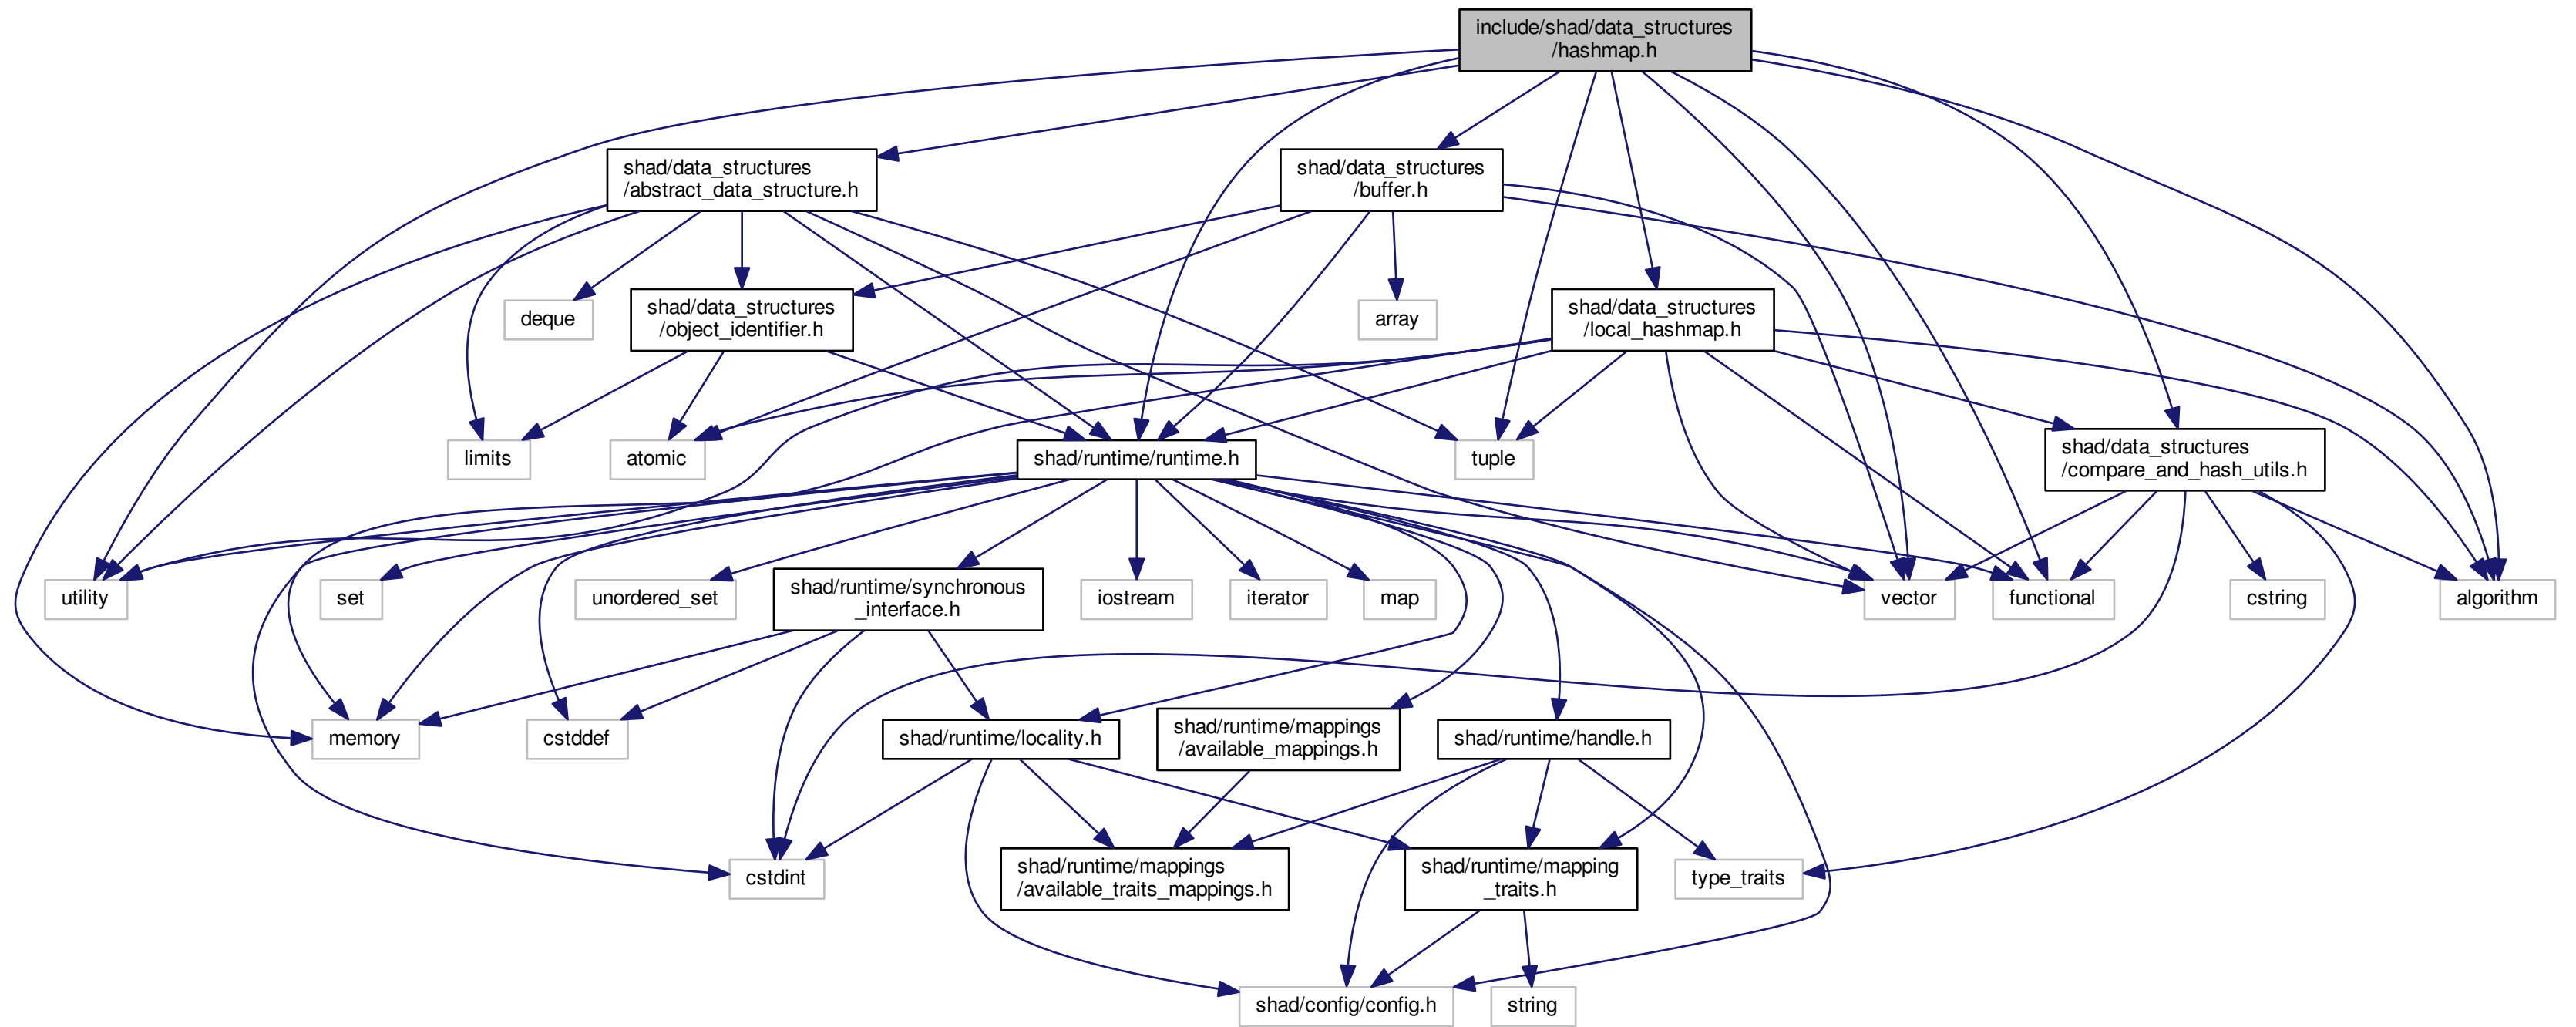 include/shad/data_structures
/hashmap.h
shad/data_structures
/abstract_data_structure.h
shad/data_structures
/buffer.h
deque
shad/data_structures
/object_identifier.h
array
shad/data_structures
/local_hashmap.h
limits
atomic
shad/runtime/runtime.h
tuple
shad/data_structures
/compare_and_hash_utils.h
utility
set
unordered_set
shad/runtime/synchronous
_interface.h
iostream
iterator
map
vector
functional
cstring
algorithm
memory
cstddef
shad/runtime/locality.h
shad/runtime/mappings
/available_mappings.h
shad/runtime/handle.h
cstdint
shad/runtime/mappings
/available_traits_mappings.h
shad/runtime/mapping
_traits.h
type_traits
shad/config/config.h
string